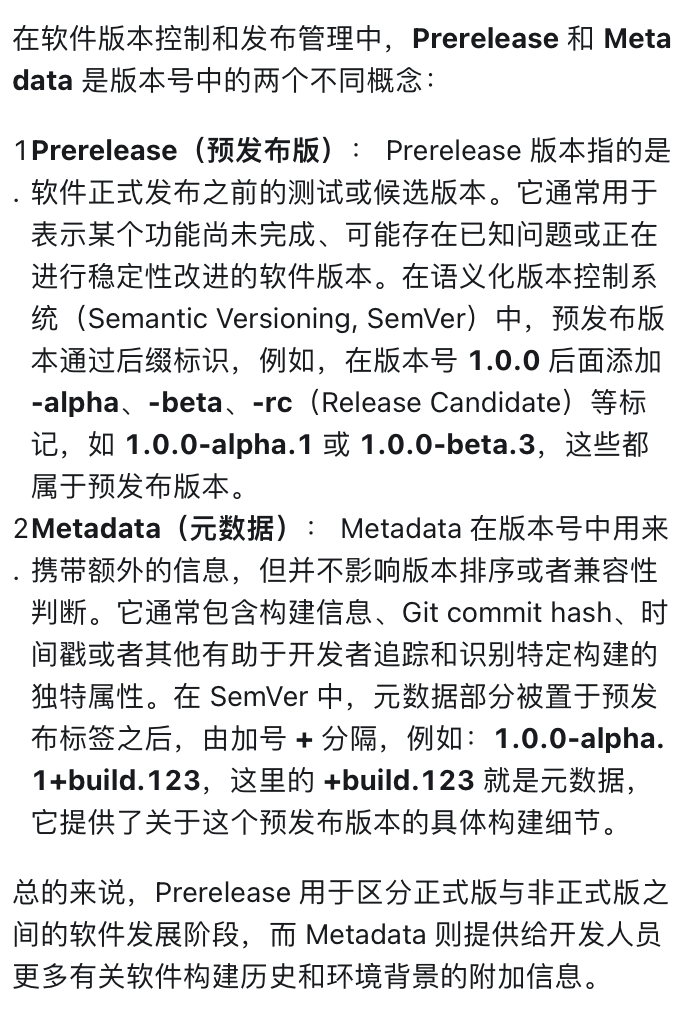 在软件版本控制和发布管理中，Prerelease 和 Meta
data 是版本号中的两个不同概念：
1Prerelease（预发布版）： Prerelease 版本指的是
. 软件正式发布之前的测试或候选版本。它通常用于
表示某个功能尚未完成、可能存在已知问题或正在
进行稳定性改进的软件版本。在语义化版本控制系
统（Semantic Versioning, SemVer）中，预发布版
本通过后缀标识，例如，在版本号 1.0.0 后面添加
-alpha、-beta、-rc（Release Candidate）等标
记，如 1.0.0-alpha.1 或 1.0.0-beta.3，这些都
属于预发布版本。
2Metadata（元数据）： Metadata 在版本号中用来
. 携带额外的信息，但并不影响版本排序或者兼容性
判断。它通常包含构建信息、Git commit hash、时
间戳或者其他有助于开发者追踪和识别特定构建的
独特属性。在 SemVer 中，元数据部分被置于预发
布标签之后，由加号 + 分隔，例如：1.0.0-alpha.
1+build.123，这里的 +build.123 就是元数据，
它提供了关于这个预发布版本的具体构建细节。
总的来说，Prerelease 用于区分正式版与非正式版之
间的软件发展阶段，而 Metadata 则提供给开发人员
更多有关软件构建历史和环境背景的附加信息。